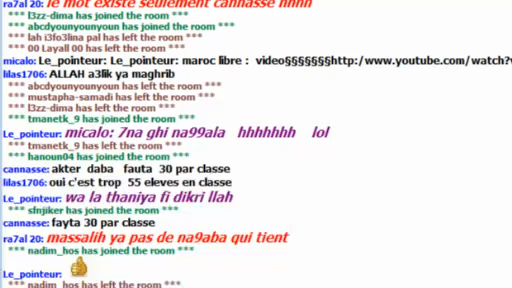 ra7al 20: le mot existe seulement cannasse hhhh
*** l3zz-dima has joined the room ***
*** abcdyounyounyoun has joined the room ***
*** lah i3fo3lina pal has left the room ***
*** 00 Layall 00 has left the room ***
micalo: Le_pointeur: Le_pointeur: maroc libre : video§§§§§§§http:/www.youtube.com/watch?v
lilas1706: ALLAH a3lik ya maghrib
*** abcdyounyounyoun has left the room ***
*** mustapha-samadi has left the room ***
*** l3zz-dima has left the room ***
*** tmanetk_9 has joined the room ***
Le_pointeur: micalo: 7na ghi na99ala hhhhhhh lol
*** tmanetk_9 has left the room ***
*** hanoun04 has joined the room ***
cannasse: akter daba fauta 30 par classe
lilas1706: oui c'est trop 55 eleves en classe
Le_pointeur: wa la thaniya fi dikri llah
*** sfnjiker has joined the room ***
cannasse: fayta 30 par classe
ra7al 20: massalih ya pas de na9aba qui tient
*** nadim_hos has joined the room ***
Le_pointeur:
*** nadim_hos has left the room ***